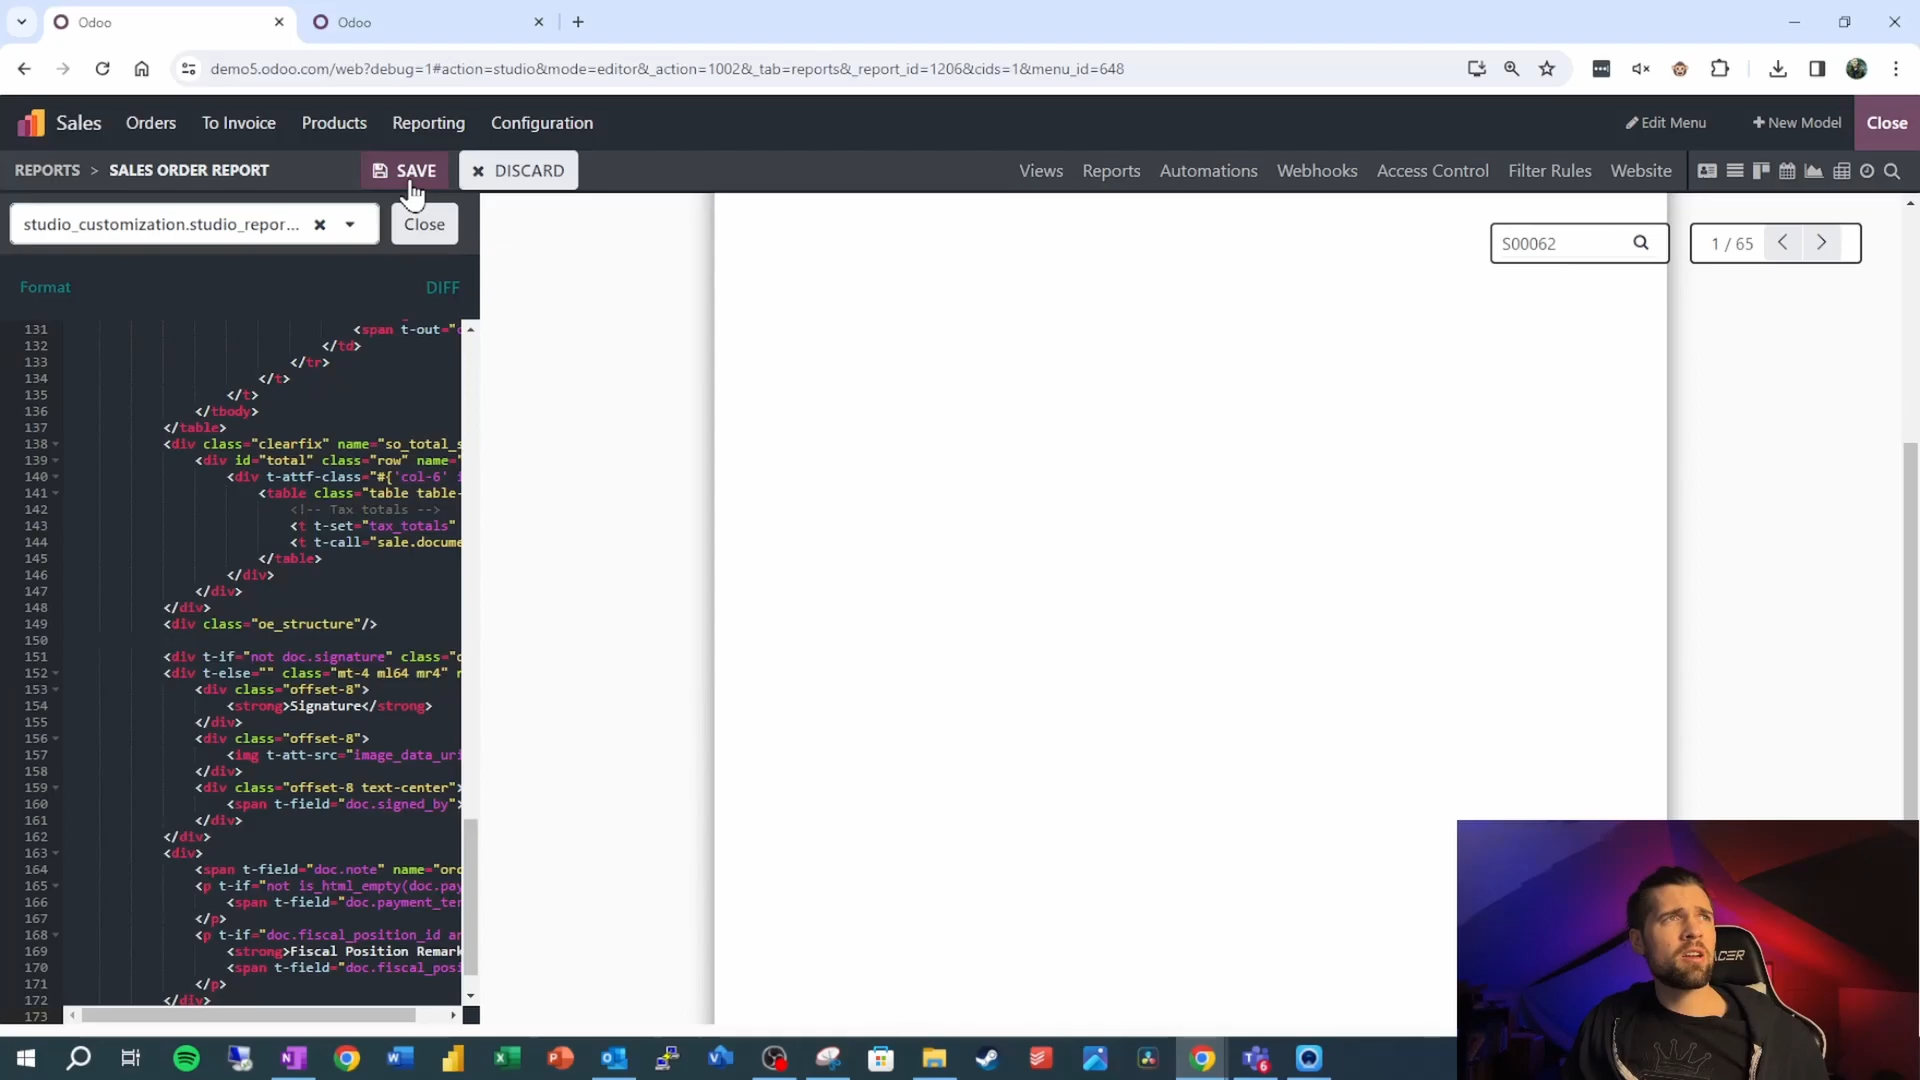 Odoo
Odoo
demo5.odoo.com/web?debug=1#action=studio&mode=editor&_action=1002&_tab=reports&_report_id=1206&cids=1&menu_id=648
Sales Orders To Invoice Products Reporting Configuration
Edit Menu
New Model
Close
REPORTS > SALES ORDER REPORT
SAVE
DISCARD
Views Reports Automations Webhooks Access Control Filter Rules Website
studio_customization.studio_repor...
Close
S00062
1 / 65
Format
DIFF
131 <span t-out="c
132 </td>
133 </tr>
134 </t>
135 </t>
136 </tbody>
137 </table>
138 <div class="clearfix" name="so_total_s
139 <div id="total" class="row" name="
140 <div t-attf-class="#{'col-6' i
141 <table class="table table-
142 <!-- Tax totals -->
143 <t t-set="tax_totals"
144 <t t-call="sale.docume
145 </table>
146 </div>
147 </div>
148 </div>
149 <div class="oe_structure"/>
150
151 <div t-if="not doc.signature" class="o
152 <div t-else="" class="mt-4 ml64 mr4" n
153 <div class="offset-8">
154 <strong>Signature</strong>
155 </div>
156 <div class="offset-8">
157 <img t-att-src="image_data_uri
158 </div>
159 <div class="offset-8 text-center">
160 <span t-field="doc.signed_by">
161 </div>
162 </div>
163 <div>
164 <span t-field="doc.note" name="ord
165 <p t-if="not is_html_empty(doc.pay
166 <span t-field="doc.payment_ter
167 </p>
168 <p t-if="doc.fiscal_position_id an
169 <strong>Fiscal Position Remark
170 <span t-field="doc.fiscal_posi
171 </p>
172 </div>
173